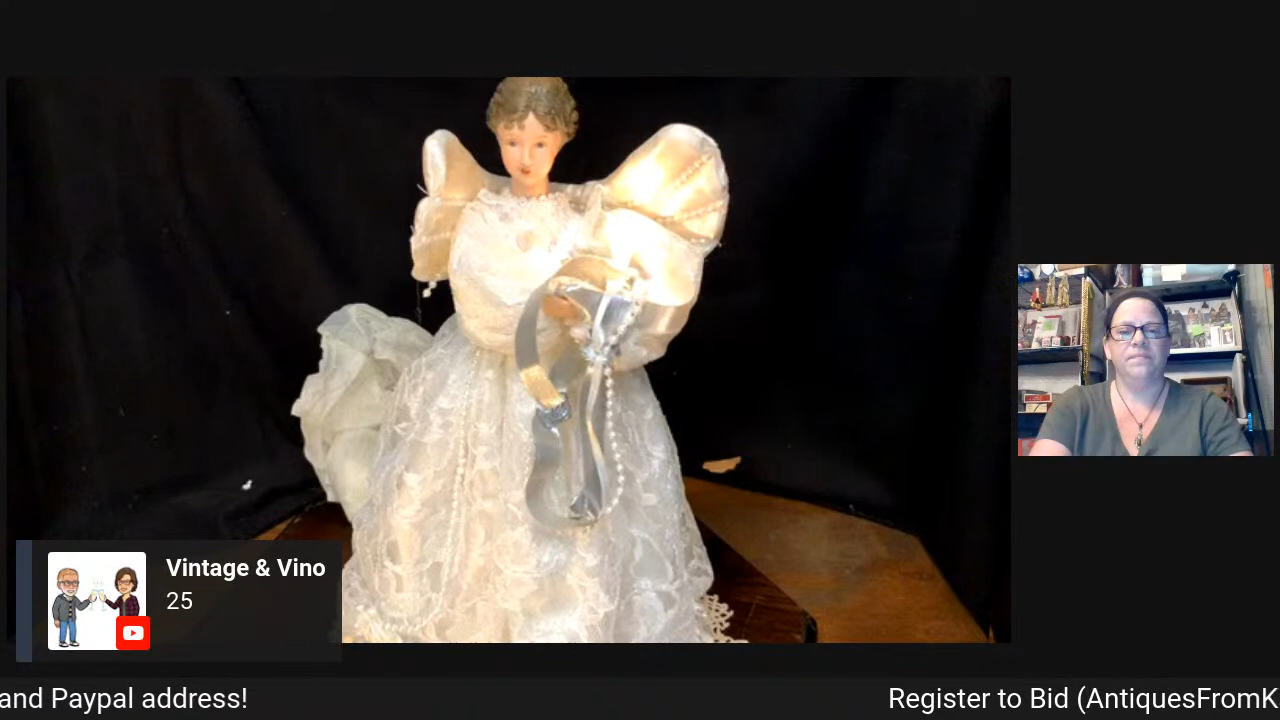 Vintage & Vino
25
and Paypal address!
Register to Bid (AntiquesFromK